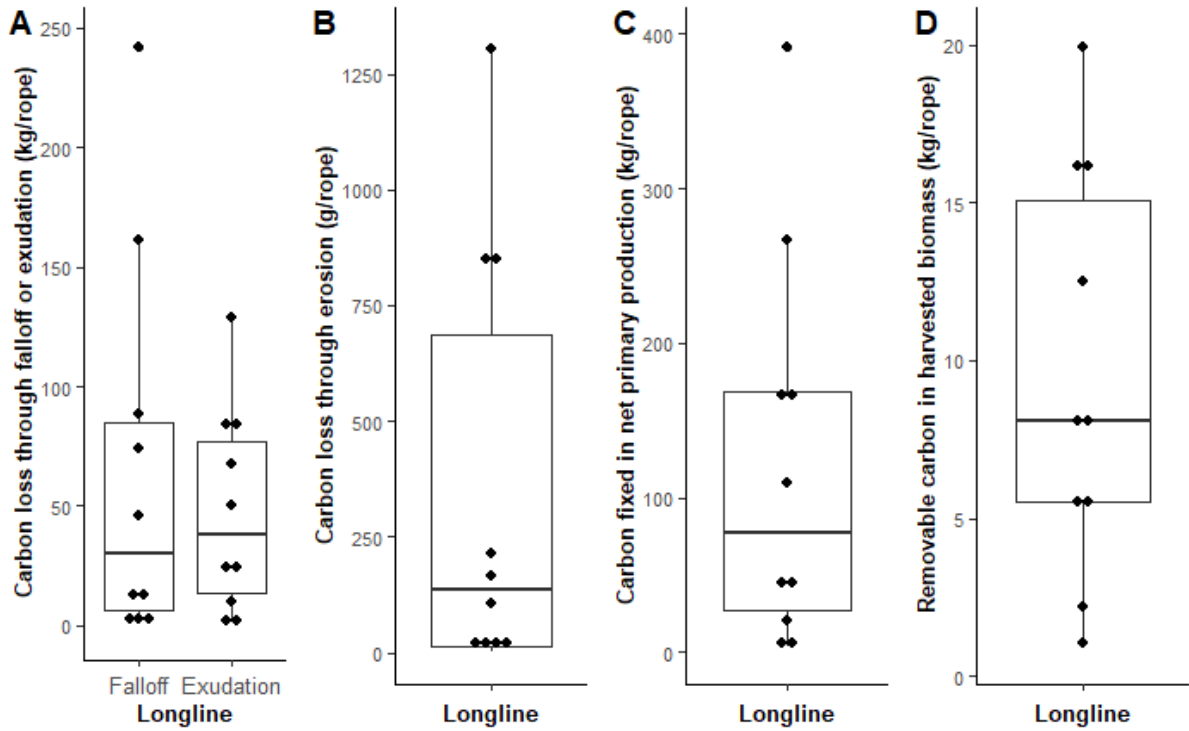 A
Carbon loss through falloff or exudation (kg/rope)
250
200
150
100
50
0
Falloff
Exudation
Longline
B
Carbon loss through erosion (g/rope)
1250
1000
750
500
250
0
Longline
C
Carbon fixed in net primary production (kg/rope)
400
300
200
100
0
Longline
D
Removable carbon in harvested biomass (kg/rope)
20
15
10
5
0
Longline